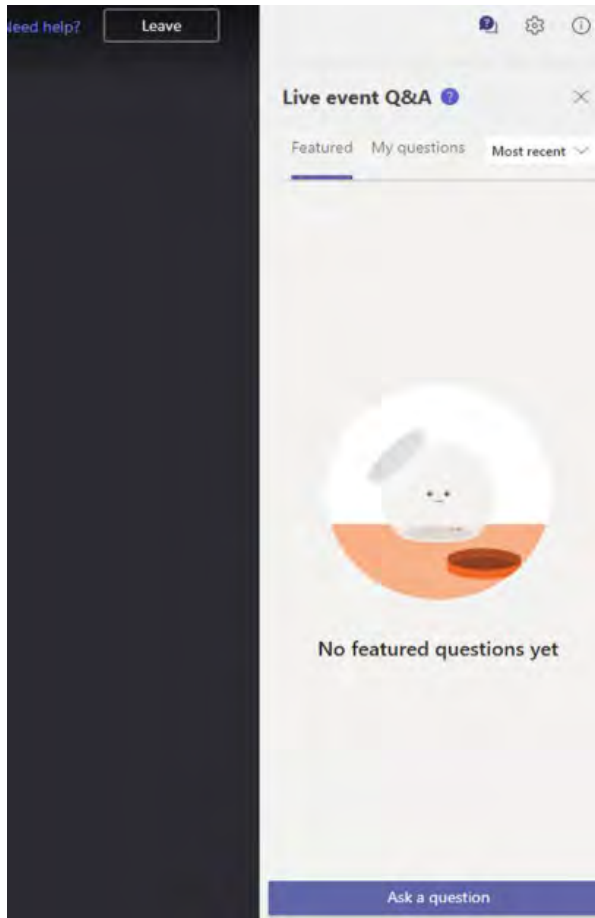 Need help?
Leave
Live event Q&A ?
Featured
My questions
Most recent
No featured questions yet
Ask a question